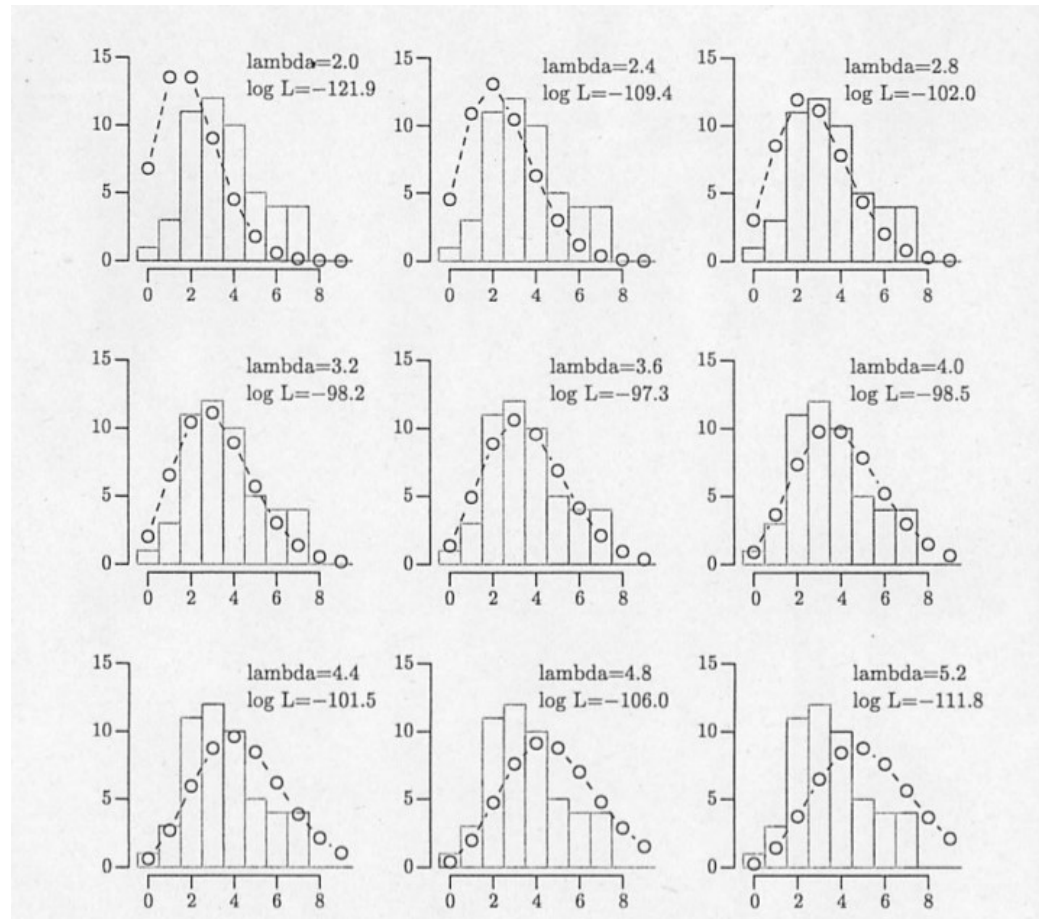 lambda=2.0
log L=−121.9
15
10
5
0
0 2 4 6 8
lambda=2.4
log L=−109.4
15
10
5
0
0 2 4 6 8
lambda=2.8
log L=−102.0
15
10
5
0
0 2 4 6 8
lambda=3.2
log L=−98.2
15
10
5
0
0 2 4 6 8
lambda=3.6
log L=−97.3
15
10
5
0
0 2 4 6 8
lambda=4.0
log L=−98.5
15
10
5
0
0 2 4 6 8
lambda=4.4
log L=−101.5
15
10
5
0
0 2 4 6 8
lambda=4.8
log L=−106.0
15
10
5
0
0 2 4 6 8
lambda=5.2
log L=−111.8
15
10
5
0
0 2 4 6 8